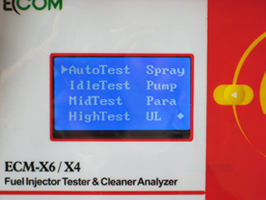 ECOM
▶AutoTest Spray
IdleTest Pump
MidTest Para
HighTest UL ◆
ECM-X6/X4
Fuel Injector Tester & Cleaner Analyzer